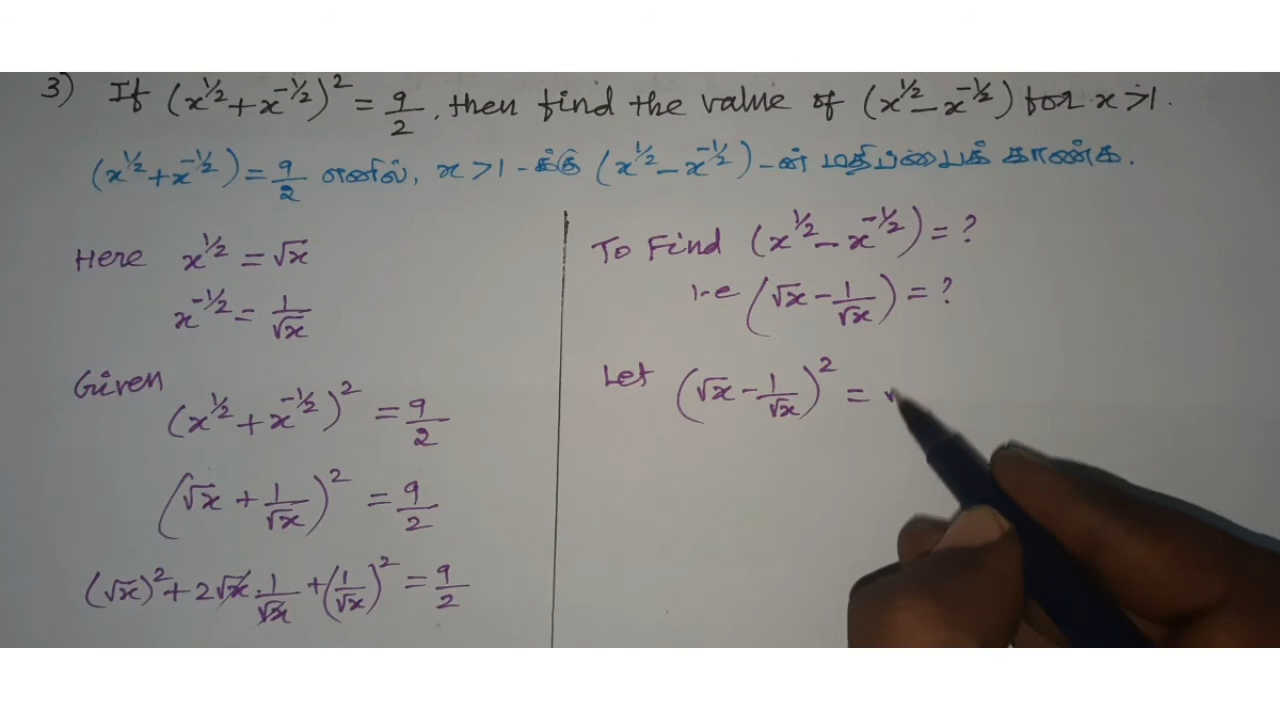 3) If (x^½ + x^-½)² = 9/2, then find the value of (x^½ - x^-½) for x > 1.
(x^½ + x^-½) = 9/2 எனில், x > 1 - க்கு (x^½ - x^-½) - ன் மதிப்பைக் காண்க.
Here x^½ = √x
x^-½ = 1/√x
Given
(x^½ + x^-½)² = 9/2
(√x + 1/√x)² = 9/2
(√x)² + 2√x · 1/√x + (1/√x)² = 9/2
To Find (x^½ - x^-½) = ?
i-e (√x - 1/√x) = ?
Let (√x - 1/√x)² =